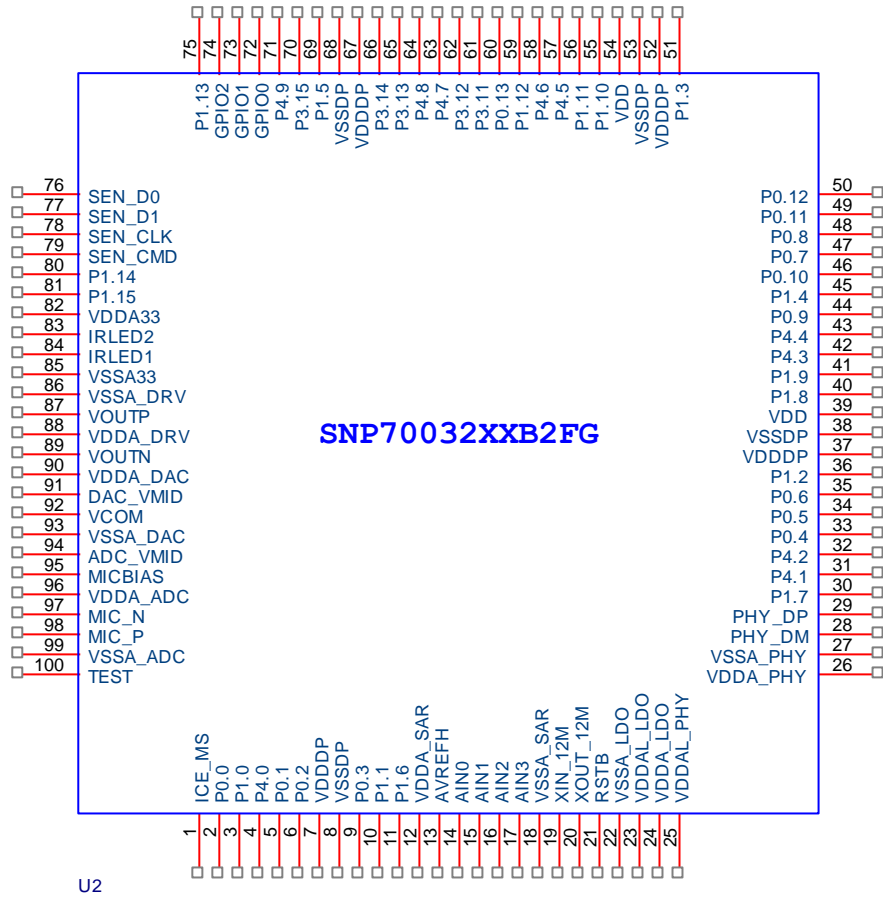 75 74 73 72 71 70 69 68 67 66 65 64 63 62 61 60 59 58 57 56 55 54 53 52 51
P1.13 GPIO2 GPIO1 GPIO0 P4.9 P3.15 P1.5 VSSDP VDDDP P3.14 P3.13 P4.8 P4.7 P3.12 P3.11 P0.13 P1.12 P4.6 P4.5 P1.11 P1.10 VDD VSSDP VDDDP P1.3
76 SEN_D0 P0.12 50
77 SEN_D1 P0.11 49
78 SEN_CLK P0.8 48
79 SEN_CMD P0.7 47
80 P1.14 P0.10 46
81 P1.15 P1.4 45
82 VDDA33 P0.9 44
83 IRLED2 P4.4 43
84 IRLED1 P4.3 42
85 VSSA33 P1.9 41
86 VSSA_DRV P1.8 40
87 VOUTP VDD 39
SNP70032XXB2FG
88 VDDA_DRV VSSDP 38
89 VOUTN VDDDP 37
90 VDDA_DAC P1.2 36
91 DAC_VMID P0.6 35
92 VCOM P0.5 34
93 VSSA_DAC P0.4 33
94 ADC_VMID P4.2 32
95 MICBIAS P4.1 31
96 VDDA_ADC P1.7 30
97 MIC_N PHY_DP 29
98 MIC_P PHY_DM 28
99 VSSA_ADC VSSA_PHY 27
100 TEST VDDA_PHY 26
ICE_MS P0.0 P1.0 P4.0 P0.1 P0.2 VDDDP VSSDP P0.3 P1.1 P1.6 VDDA_SAR AVREFH AIN0 AIN1 AIN2 AIN3 VSSA_SAR XIN_12M XOUT_12M RSTB VSSA_LDO VDDAL_LDO VDDA_LDO VDDAL_PHY
1 2 3 4 5 6 7 8 9 10 11 12 13 14 15 16 17 18 19 20 21 22 23 24 25
U2